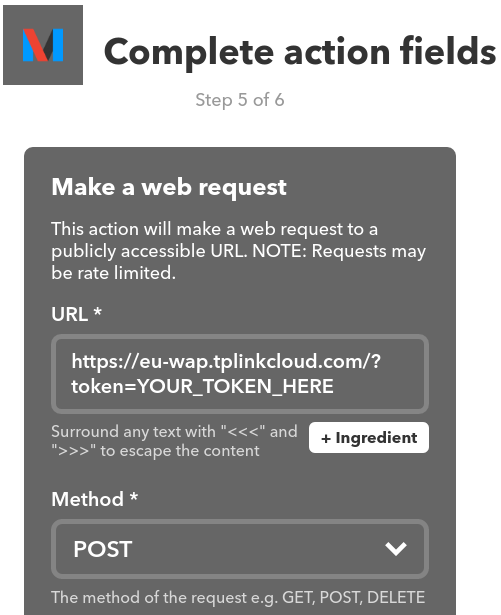 Complete action fields
Step 5 of 6
Make a web request
This action will make a web request to a
publicly accessible URL. NOTE: Requests may
be rate limited.
URL *
https://eu-wap.tplinkcloud.com/?
token=YOUR_TOKEN_HERE
Surround any text with "<<<" and
">>>" to escape the content
+ Ingredient
Method *
POST
The method of the request e.g. GET, POST, DELETE